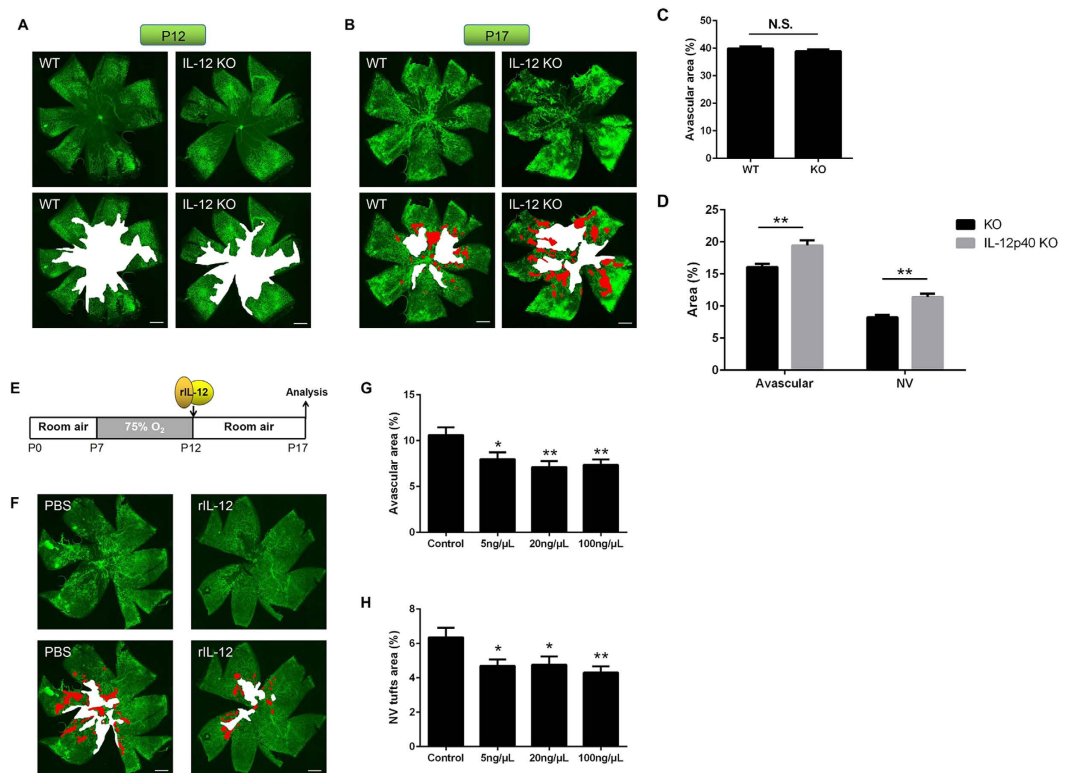 A
P12
WT
IL-12 KO
WT
IL-12 KO
B
P17
WT
IL-12 KO
WT
IL-12 KO
C
N.S.
Avascular area (%)
50
40
30
20
10
0
WT
KO
D
**
**
KO
IL-12p40 KO
Area (%)
25
20
15
10
5
0
Avascular
NV
E
rIL-12
Analysis
Room air
75% O₂
Room air
P0
P7
P12
P17
F
PBS
rIL-12
PBS
rIL-12
G
Avascular area (%)
15
10
5
0
*
**
**
Control
5ng/μL
20ng/μL
100ng/μL
H
NV tufts area (%)
8
6
4
2
0
*
*
**
Control
5ng/μL
20ng/μL
100ng/μL